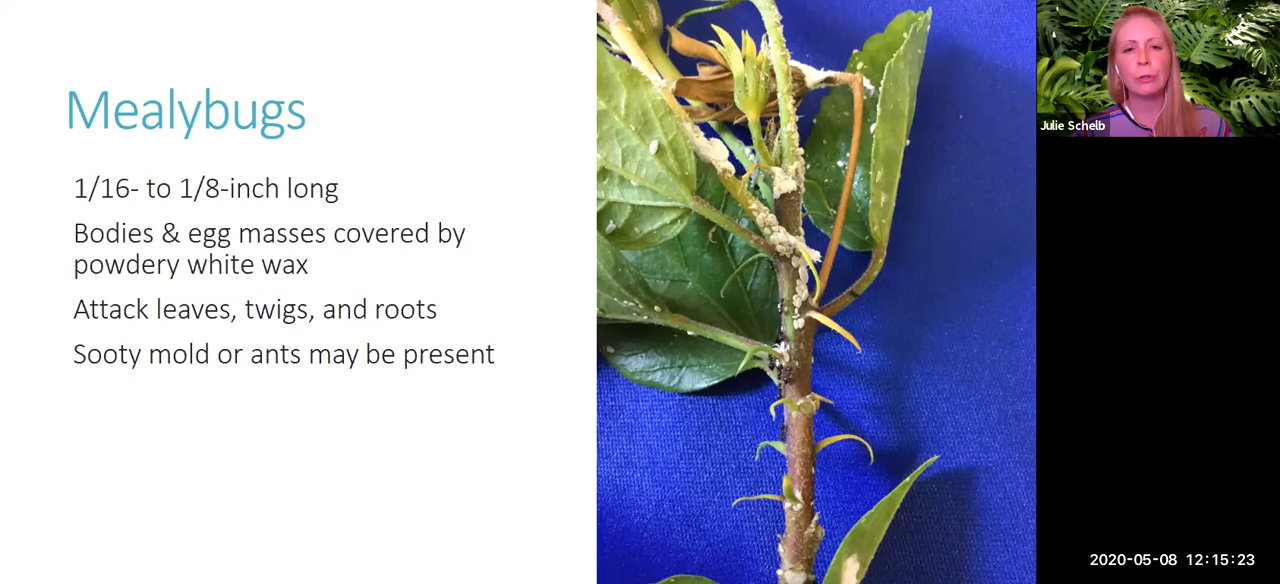 Mealybugs
1/16- to 1/8-inch long
Bodies & egg masses covered by
powdery white wax
Attack leaves, twigs, and roots
Sooty mold or ants may be present
Julie Schelb
2020-05-08 12:15:23